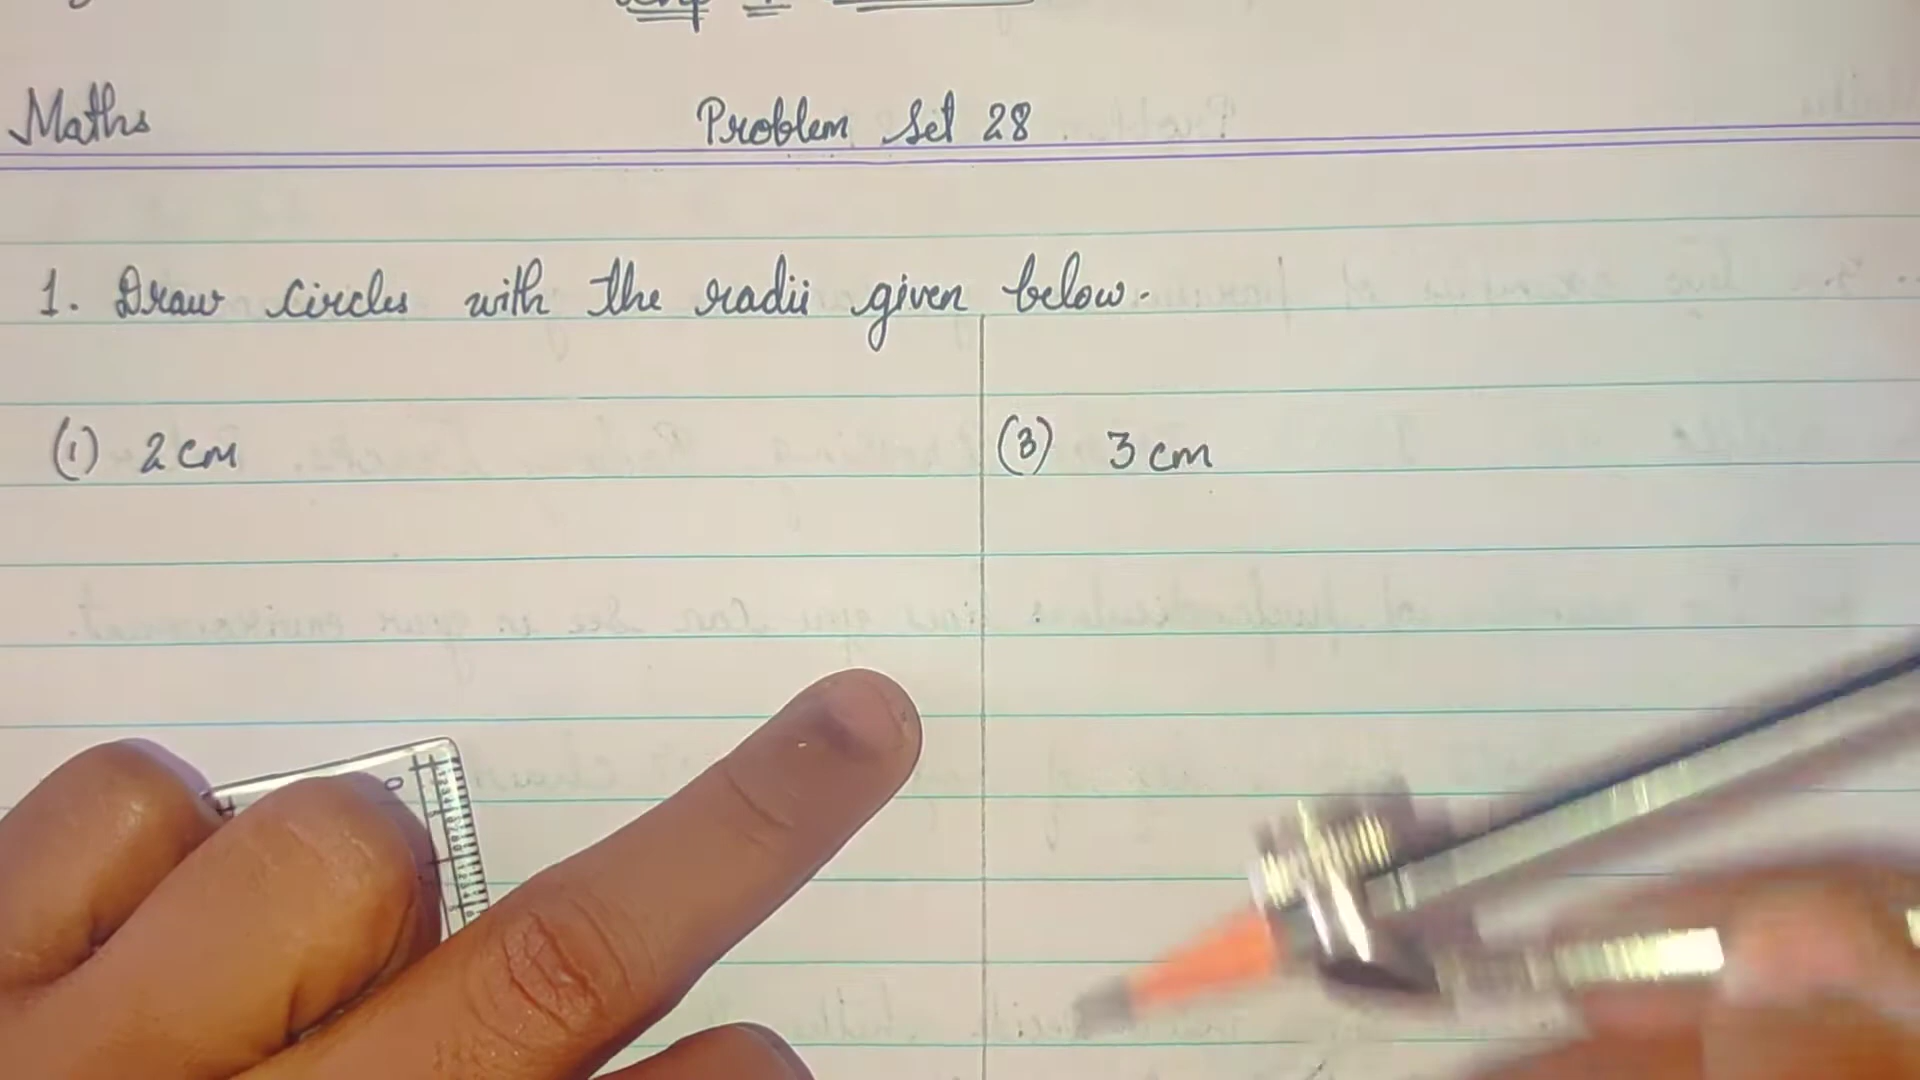 Maths
Problem Set 28
1. Draw circles with the radii given below.
(1) 2 cm
(3) 3 cm